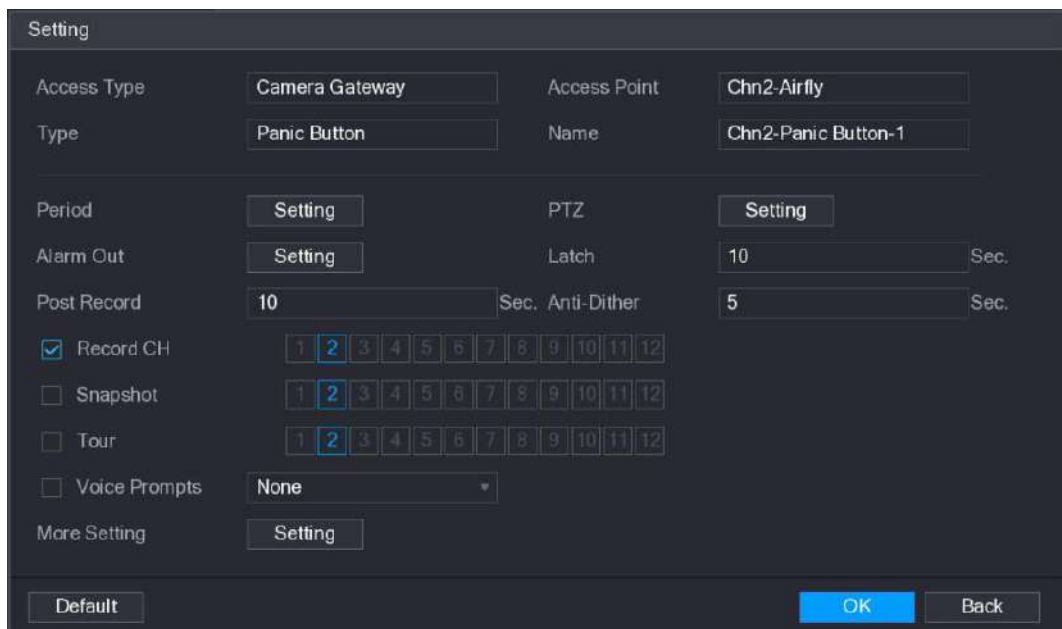 Setting
Access Type Camera Gateway Access Point Chn2-Airfly
Type Panic Button Name Chn2-Panic Button-1
Period Setting PTZ Setting
Alarm Out Setting Latch 10 Sec.
Post Record 10 Sec. Anti-Dither 5 Sec.
Record CH 1 2 3 4 5 6 7 8 9 10 11 12
Snapshot 1 2 3 4 5 6 7 8 9 10 11 12
Tour 1 2 3 4 5 6 7 8 9 10 11 12
Voice Prompts None
More Setting Setting
Default OK Back